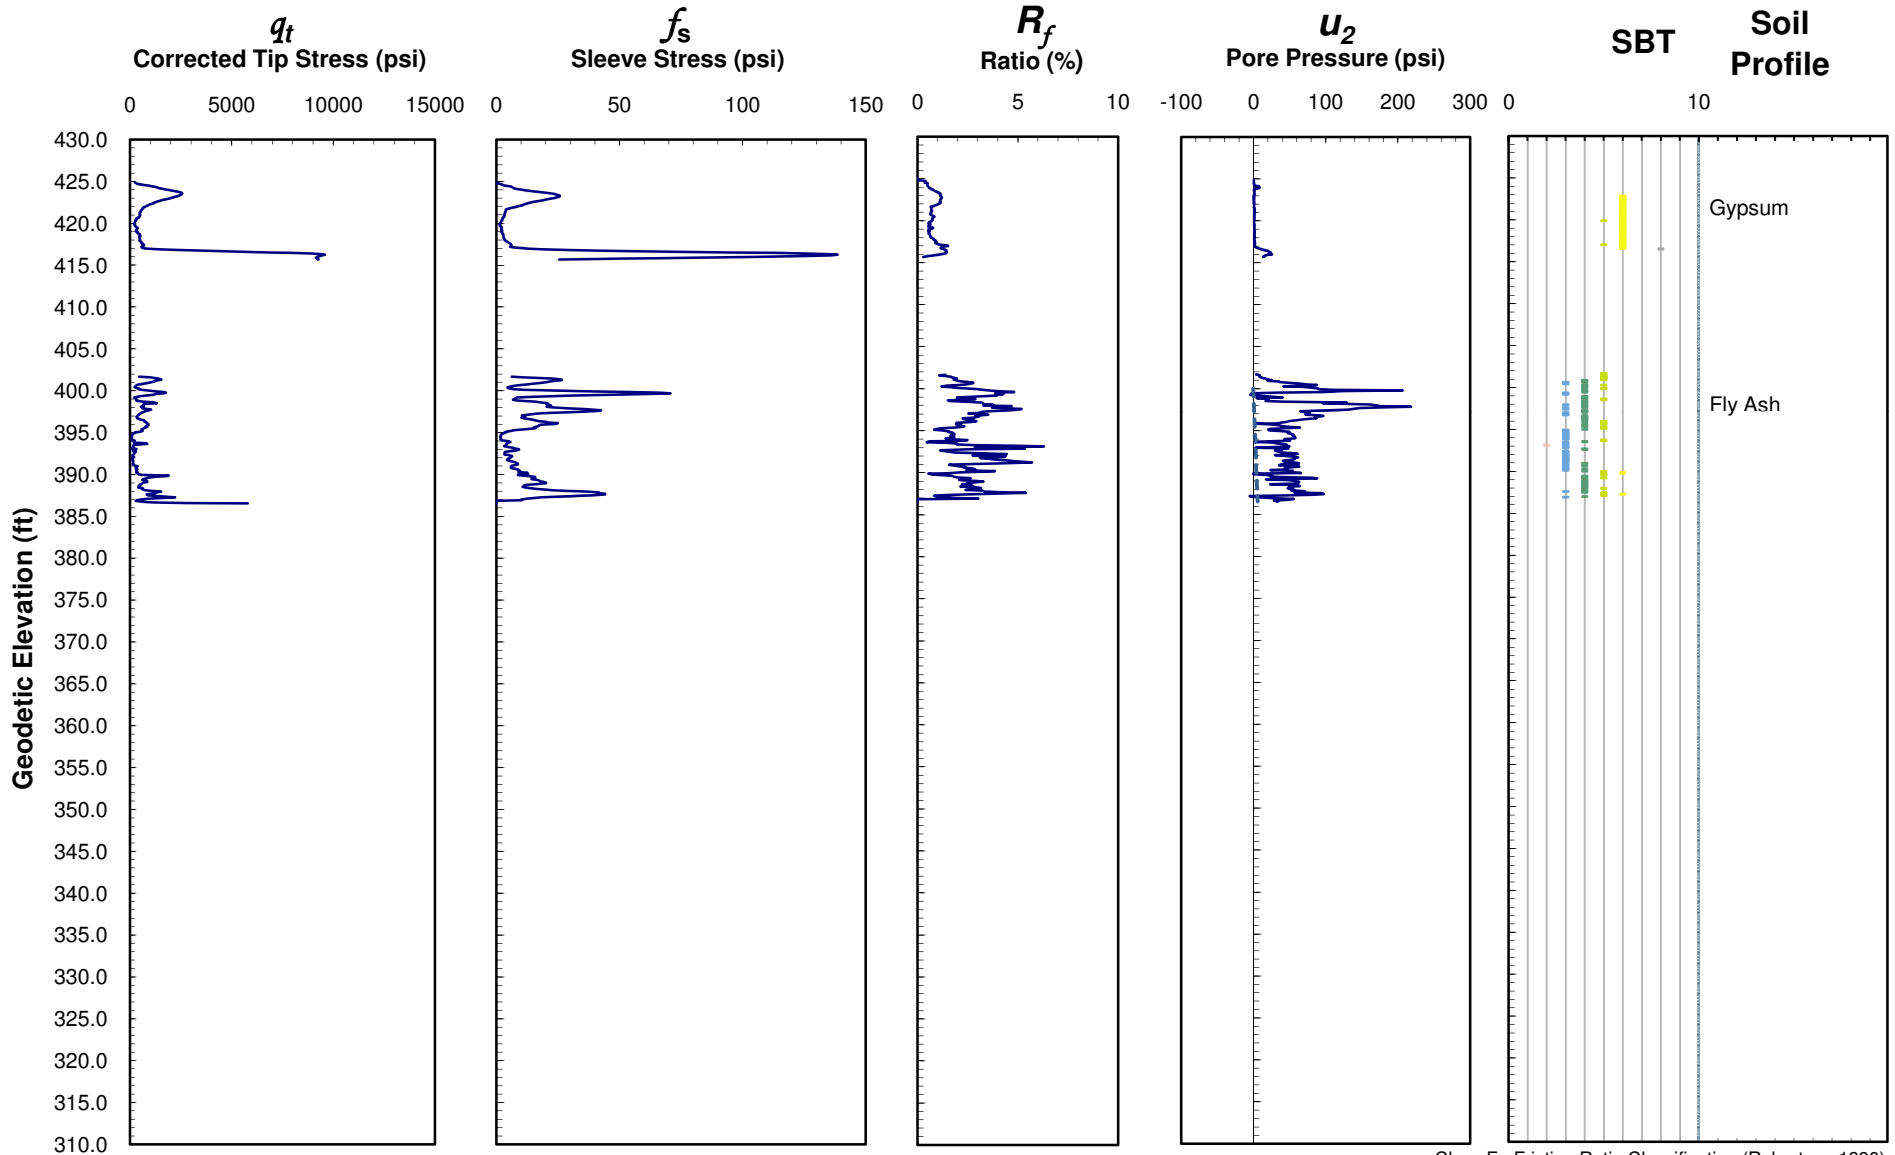 qt
Corrected Tip Stress (psi)
fs
Sleeve Stress (psi)
Rf
Ratio (%)
u2
Pore Pressure (psi)
SBT
Soil
Profile
0 5000 10000 15000
0 50 100 150
0 5 10
-100 0 100 200 300
0 10
Geodetic Elevation (ft)
430.0
425.0
420.0
415.0
410.0
405.0
400.0
395.0
390.0
385.0
380.0
375.0
370.0
365.0
360.0
355.0
350.0
345.0
340.0
335.0
330.0
325.0
320.0
315.0
310.0
Gypsum
Fly Ash